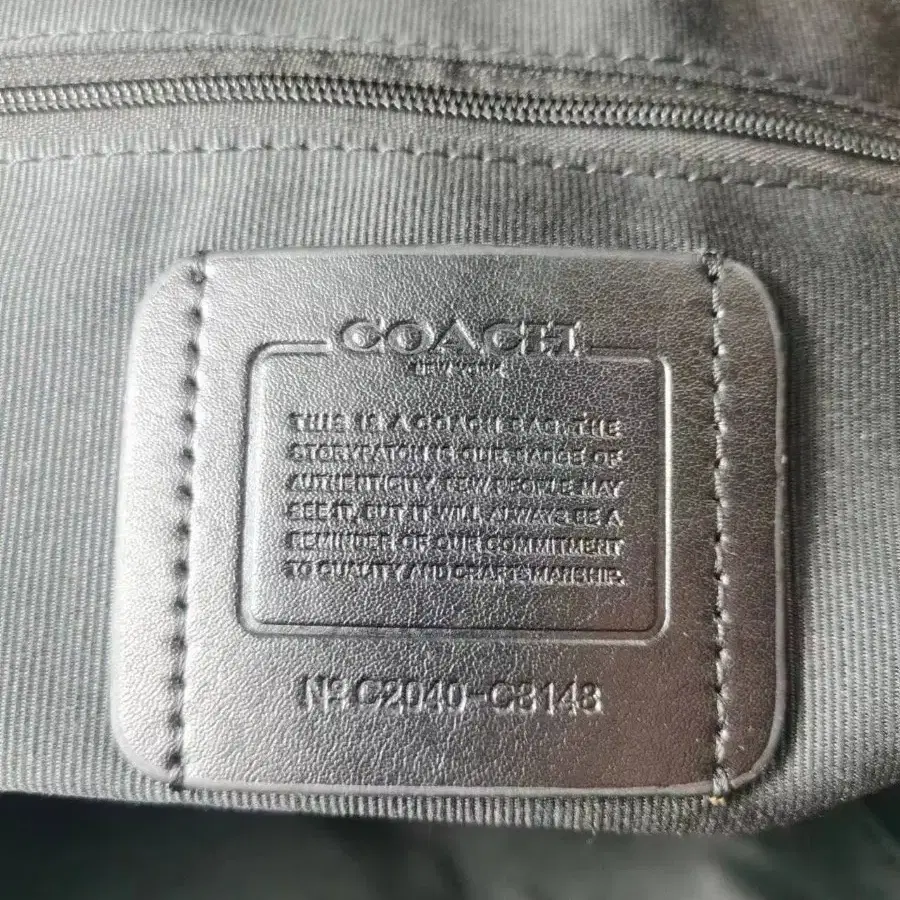 COACH
NEW YORK
THIS IS A COACH BAG. THE
STORYPATCH IS OUR BADGE OF
AUTHENTICITY. FEW PEOPLE MAY
SEE IT, BUT IT WILL ALWAYS BE A
REMINDER OF OUR COMMITMENT
TO QUALITY AND CRAFTSMANSHIP.
Nº C2040-C8148